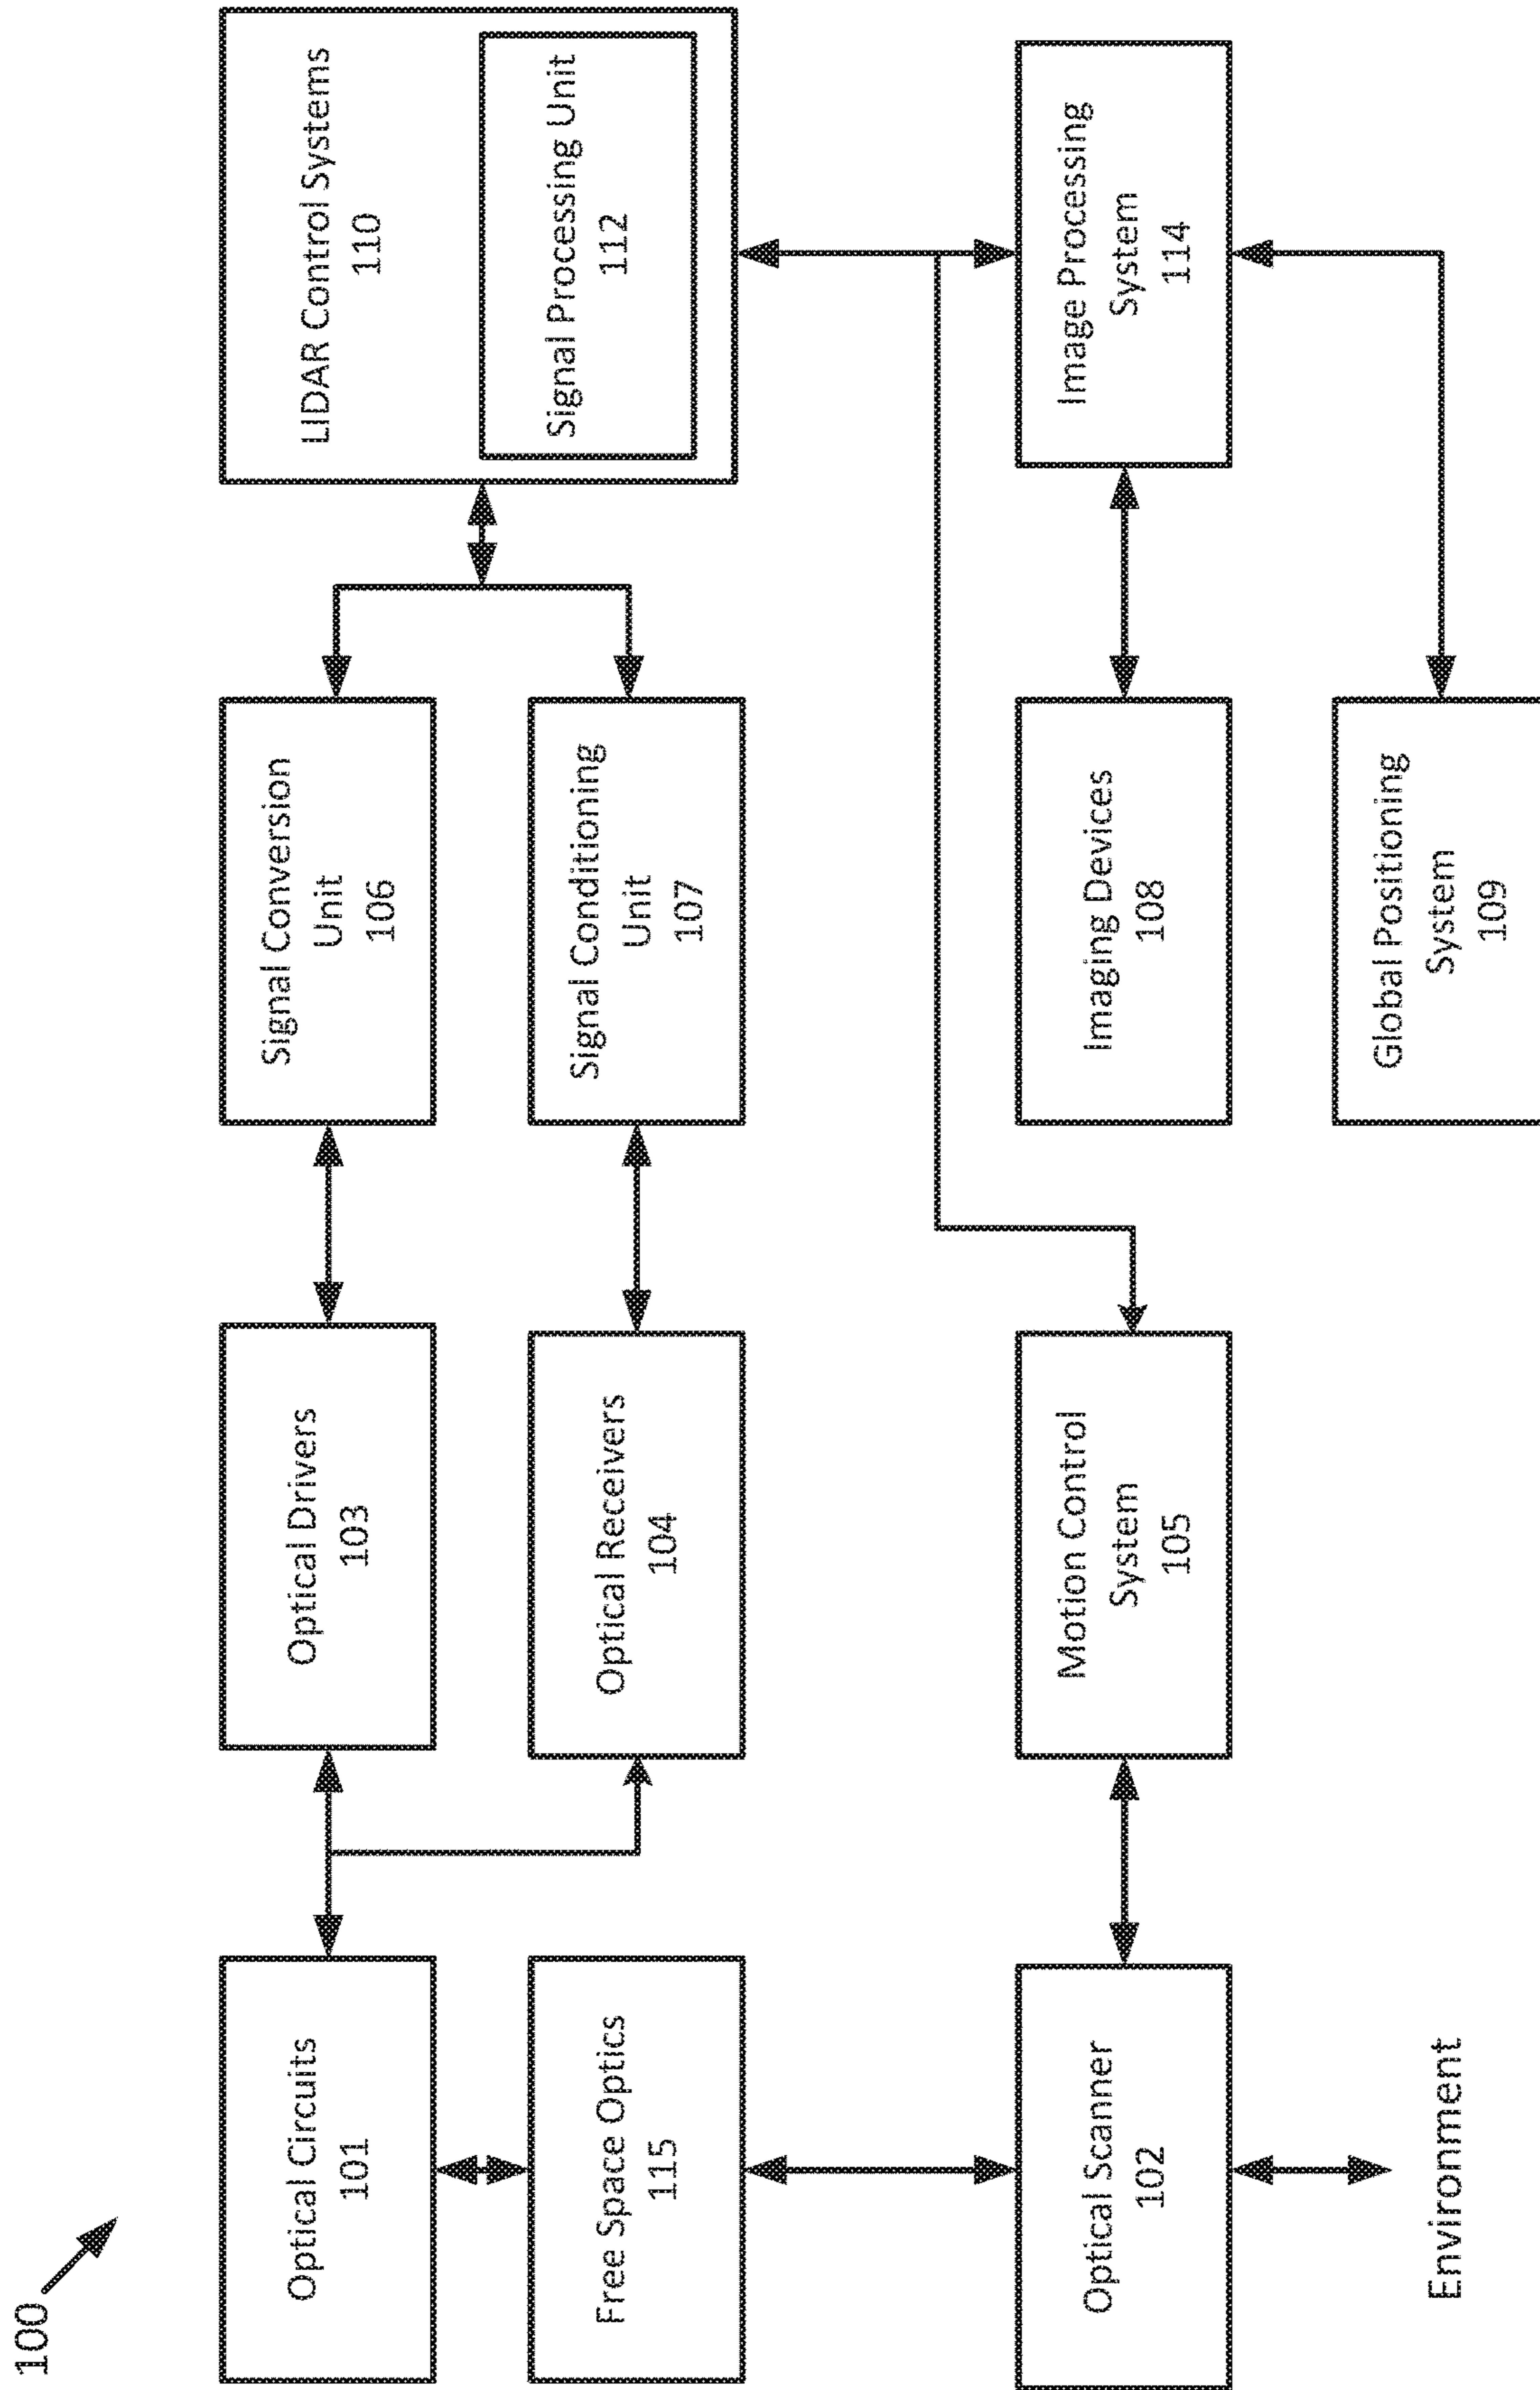 100
Optical Circuits
101
Optical Drivers
103
Signal Conversion
Unit
106
LIDAR Control Systems
110
Signal Processing Unit
112
Free Space Optics
115
Optical Receivers
104
Signal Conditioning
Unit
107
Optical Scanner
102
Motion Control
System
105
Imaging Devices
108
Image Processing
System
114
Environment
Global Positioning
System
109